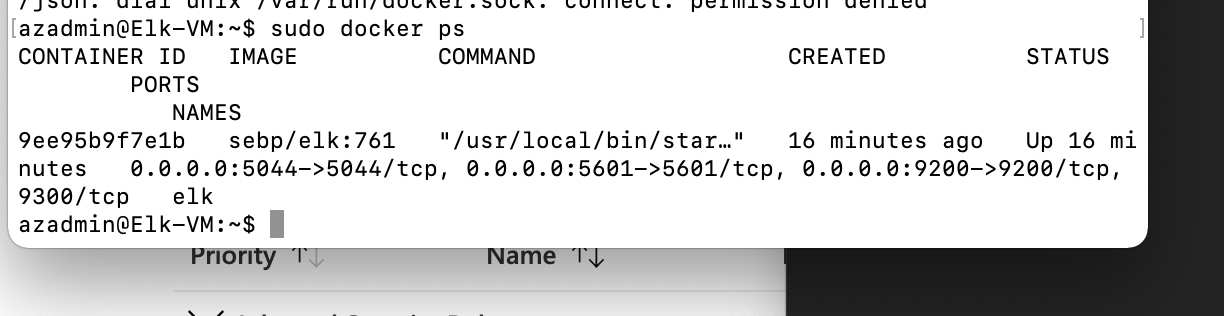 /json: dial unix /var/run/docker.sock: connect: permission denied
[azadmin@Elk-VM:~$ sudo docker ps ]
CONTAINER ID   IMAGE          COMMAND                  CREATED          STATUS
        PORTS
           NAMES
9ee95b9f7e1b   sebp/elk:761   "/usr/local/bin/star…"   16 minutes ago   Up 16 mi
nutes   0.0.0.0:5044->5044/tcp, 0.0.0.0:5601->5601/tcp, 0.0.0.0:9200->9200/tcp,
9300/tcp   elk
azadmin@Elk-VM:~$
Priority ↑↓ Name ↑↓